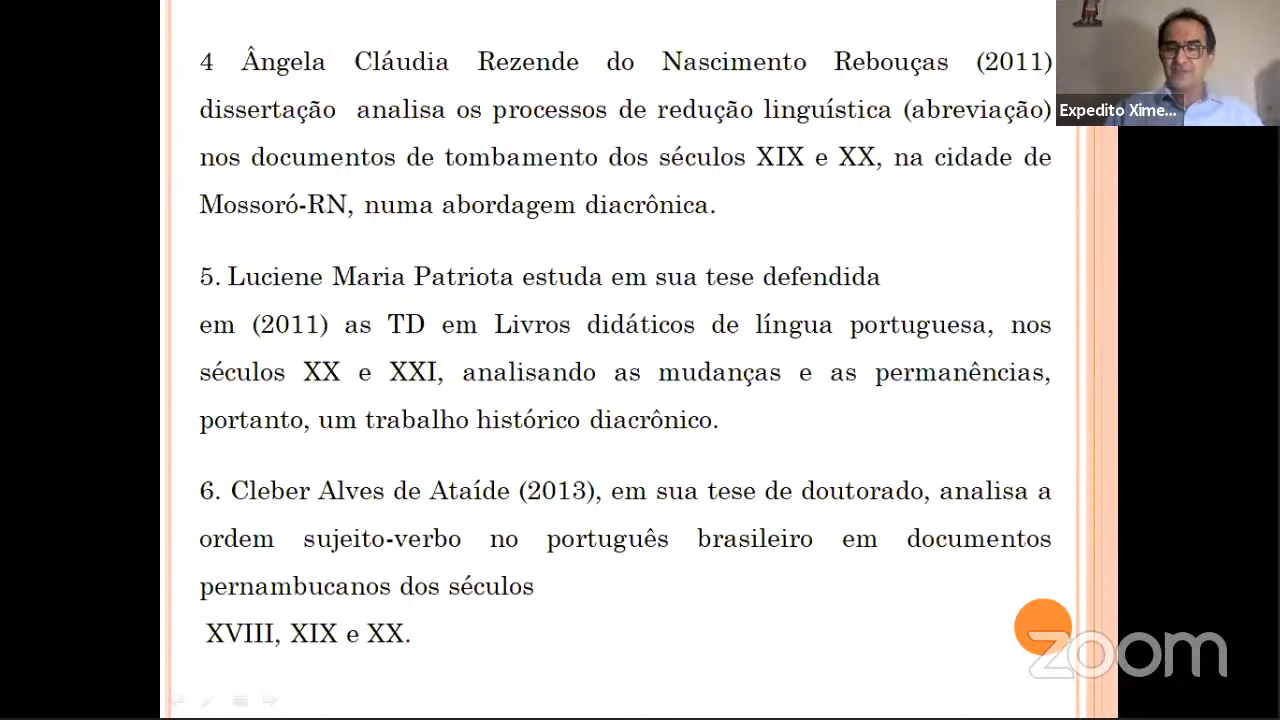 4 Ângela Cláudia Rezende do Nascimento Rebouças (2011)
dissertação analisa os processos de redução linguística (abreviação)
nos documentos de tombamento dos séculos XIX e XX, na cidade de
Mossoró-RN, numa abordagem diacrônica.
5. Luciene Maria Patriota estuda em sua tese defendida
em (2011) as TD em Livros didáticos de língua portuguesa, nos
séculos XX e XXI, analisando as mudanças e as permanências,
portanto, um trabalho histórico diacrônico.
6. Cleber Alves de Ataíde (2013), em sua tese de doutorado, analisa a
ordem sujeito-verbo no português brasileiro em documentos
pernambucanos dos séculos
XVIII, XIX e XX.
Expedito Xime...
zoom